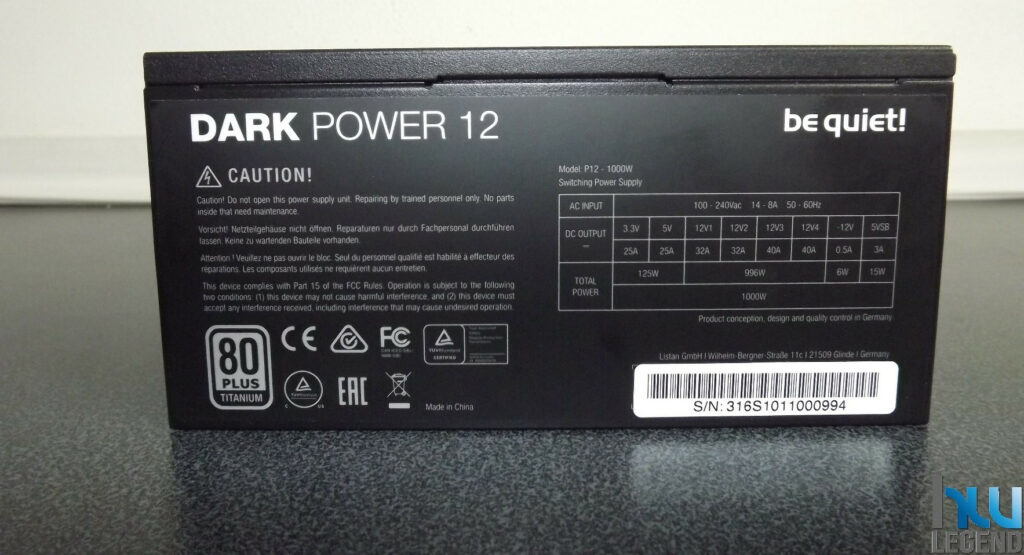 DARK POWER 12
be quiet!
CAUTION!
Caution! Do not open this power supply unit. Repairing by trained personnel only. No parts
inside that need maintenance.
Vorsicht! Netzteilgehäuse nicht öffnen. Reparaturen nur durch Fachpersonal durchführen
lassen. Keine zu wartenden Bauteile vorhanden.
Attention ! Veuillez ne pas ouvrir le bloc. Seul du personnel qualifié est habilité à effectuer des
réparations. Les composants utilisés ne requièrent aucun entretien.
This device complies with Part 15 of the FCC Rules. Operation is subject to the following
two conditions: (1) this device may not cause harmful interference, and (2) this device must
accept any interference received, including interference that may cause undesired operation.
Model: P12 - 1000W
Switching Power Supply
AC INPUT 100 - 240Vac 14 - 8A 50 - 60Hz
DC OUTPUT 3.3V 5V 12V1 12V2 12V3 12V4 -12V 5VSB
25A 25A 32A 32A 40A 40A 0.5A 3A
TOTAL POWER 125W 996W 6W 15W
1000W
Product conception, design and quality control in Germany
80
PLUS
TITANIUM
CE
FC
CERTIFIED
C US
EAC
Made in China
Listan GmbH I Wilhelm-Bergner-Straße 11c I 21509 Glinde I Germany
S/N: 316S1011000994
LEGEND